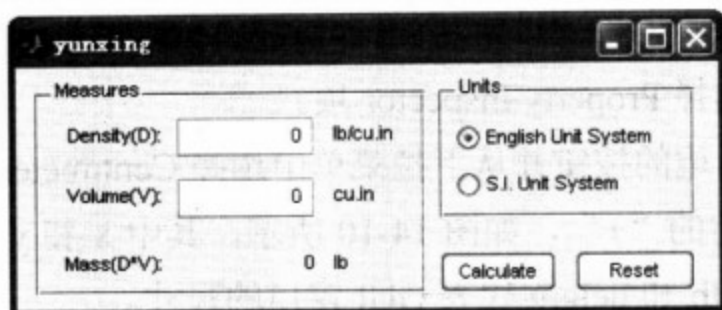 yunxing
Measures
Density(D): 0 lb/cu.in
Volume(V): 0 cu.in
Mass(D*V): 0 lb
Units
English Unit System
S.I. Unit System
Calculate Reset